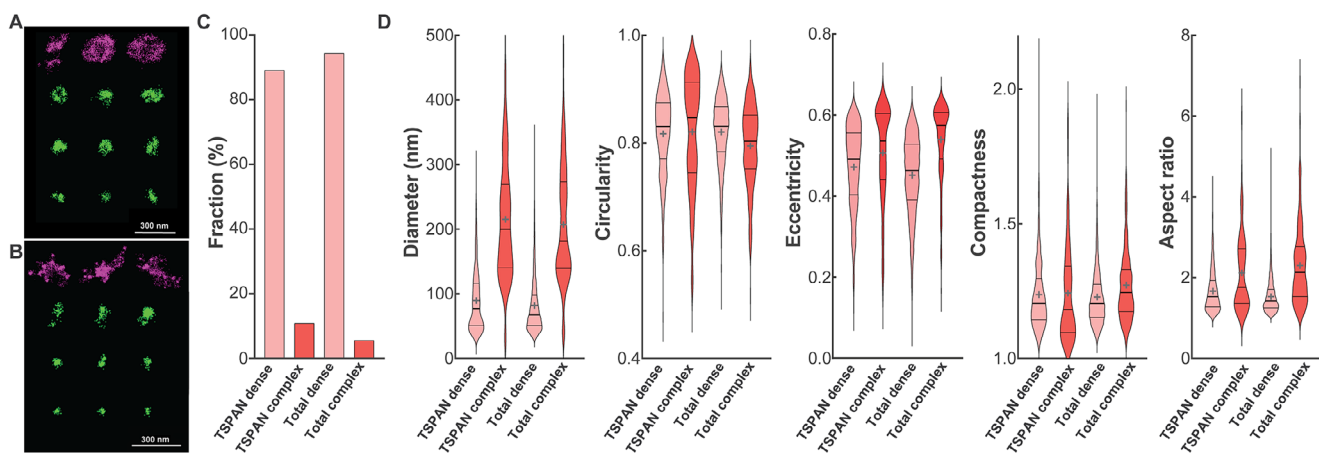 A
300 nm
B
300 nm
C
Fraction (%)
100
80
60
40
20
0
TSPAN dense
TSPAN complex
Total dense
Total complex
D
Diameter (nm)
500
400
300
200
100
0
TSPAN dense
TSPAN complex
Total dense
Total complex
Circularity
1.0
0.8
0.6
0.4
TSPAN dense
TSPAN complex
Total dense
Total complex
Eccentricity
0.8
0.6
0.4
0.2
0.0
TSPAN dense
TSPAN complex
Total dense
Total complex
Compactness
2.0
1.5
1.0
TSPAN dense
TSPAN complex
Total dense
Total complex
Aspect ratio
8
6
4
2
0
TSPAN dense
TSPAN complex
Total dense
Total complex